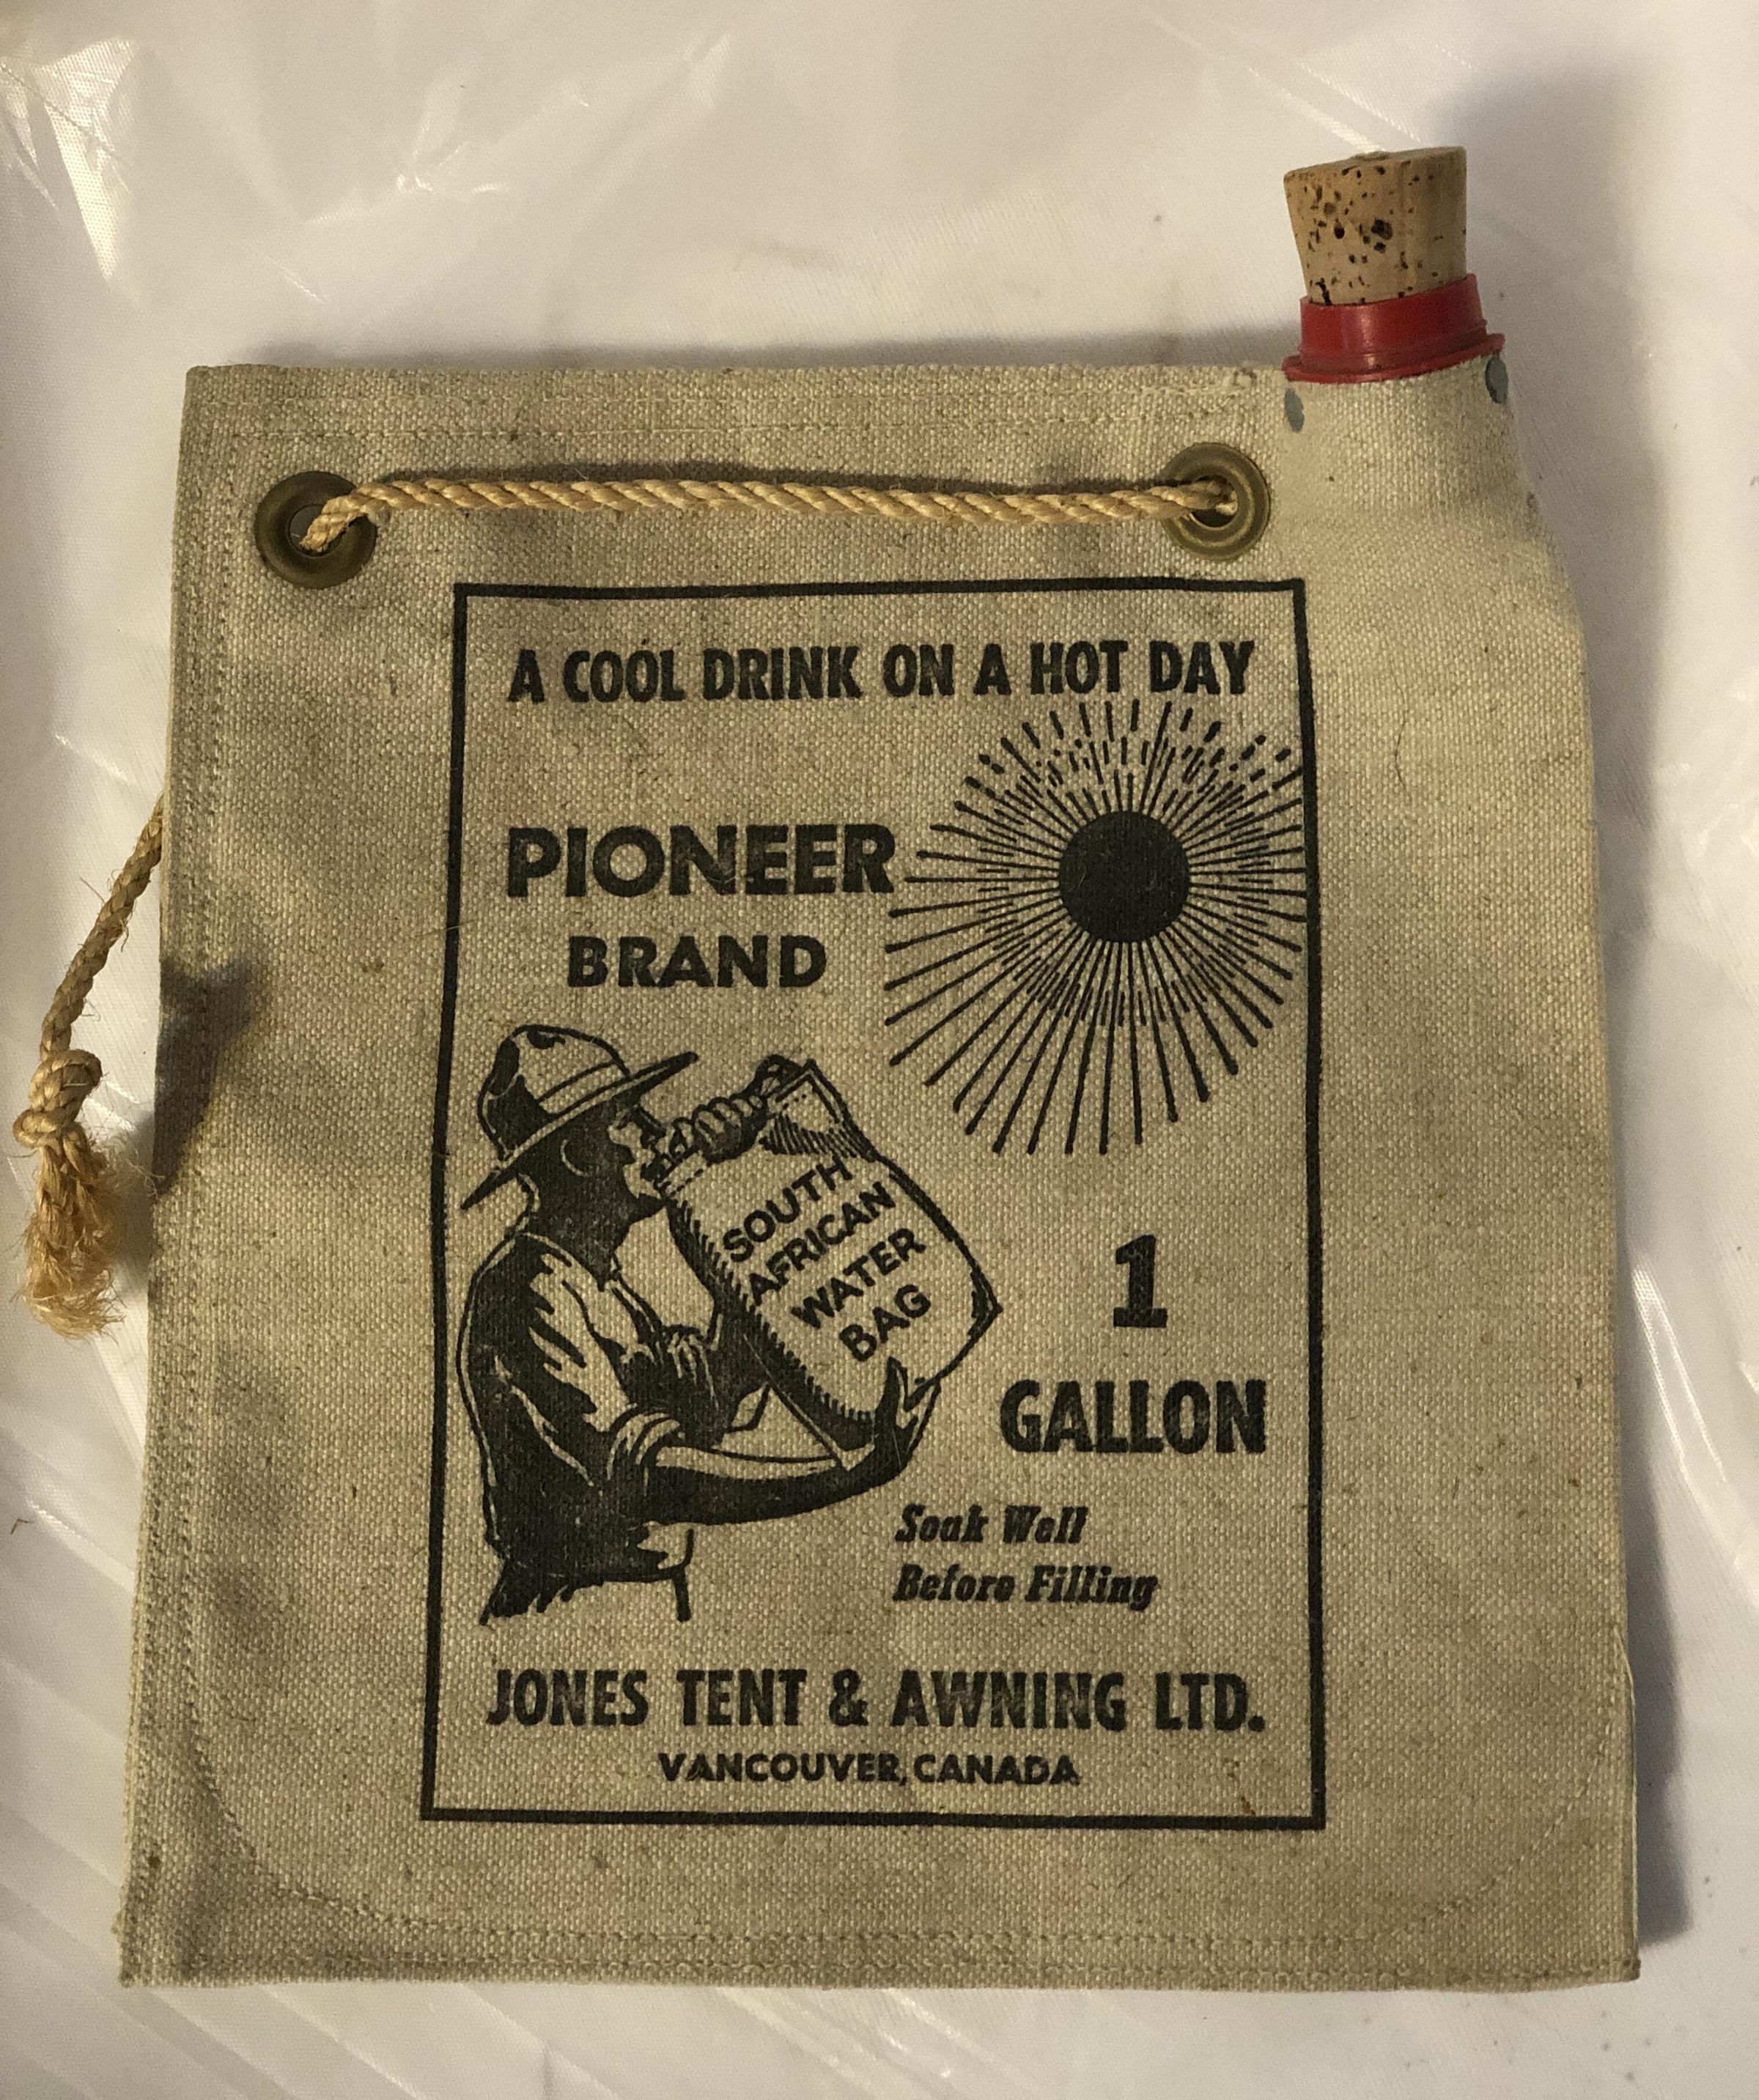 A COOL DRINK ON A HOT DAY
PIONEER
BRAND
SOUTH
AFRICAN
WATER
BAG
1
GALLON
Soak Well
Before Filling
JONES TENT & AWNING LTD.
VANCOUVER, CANADA